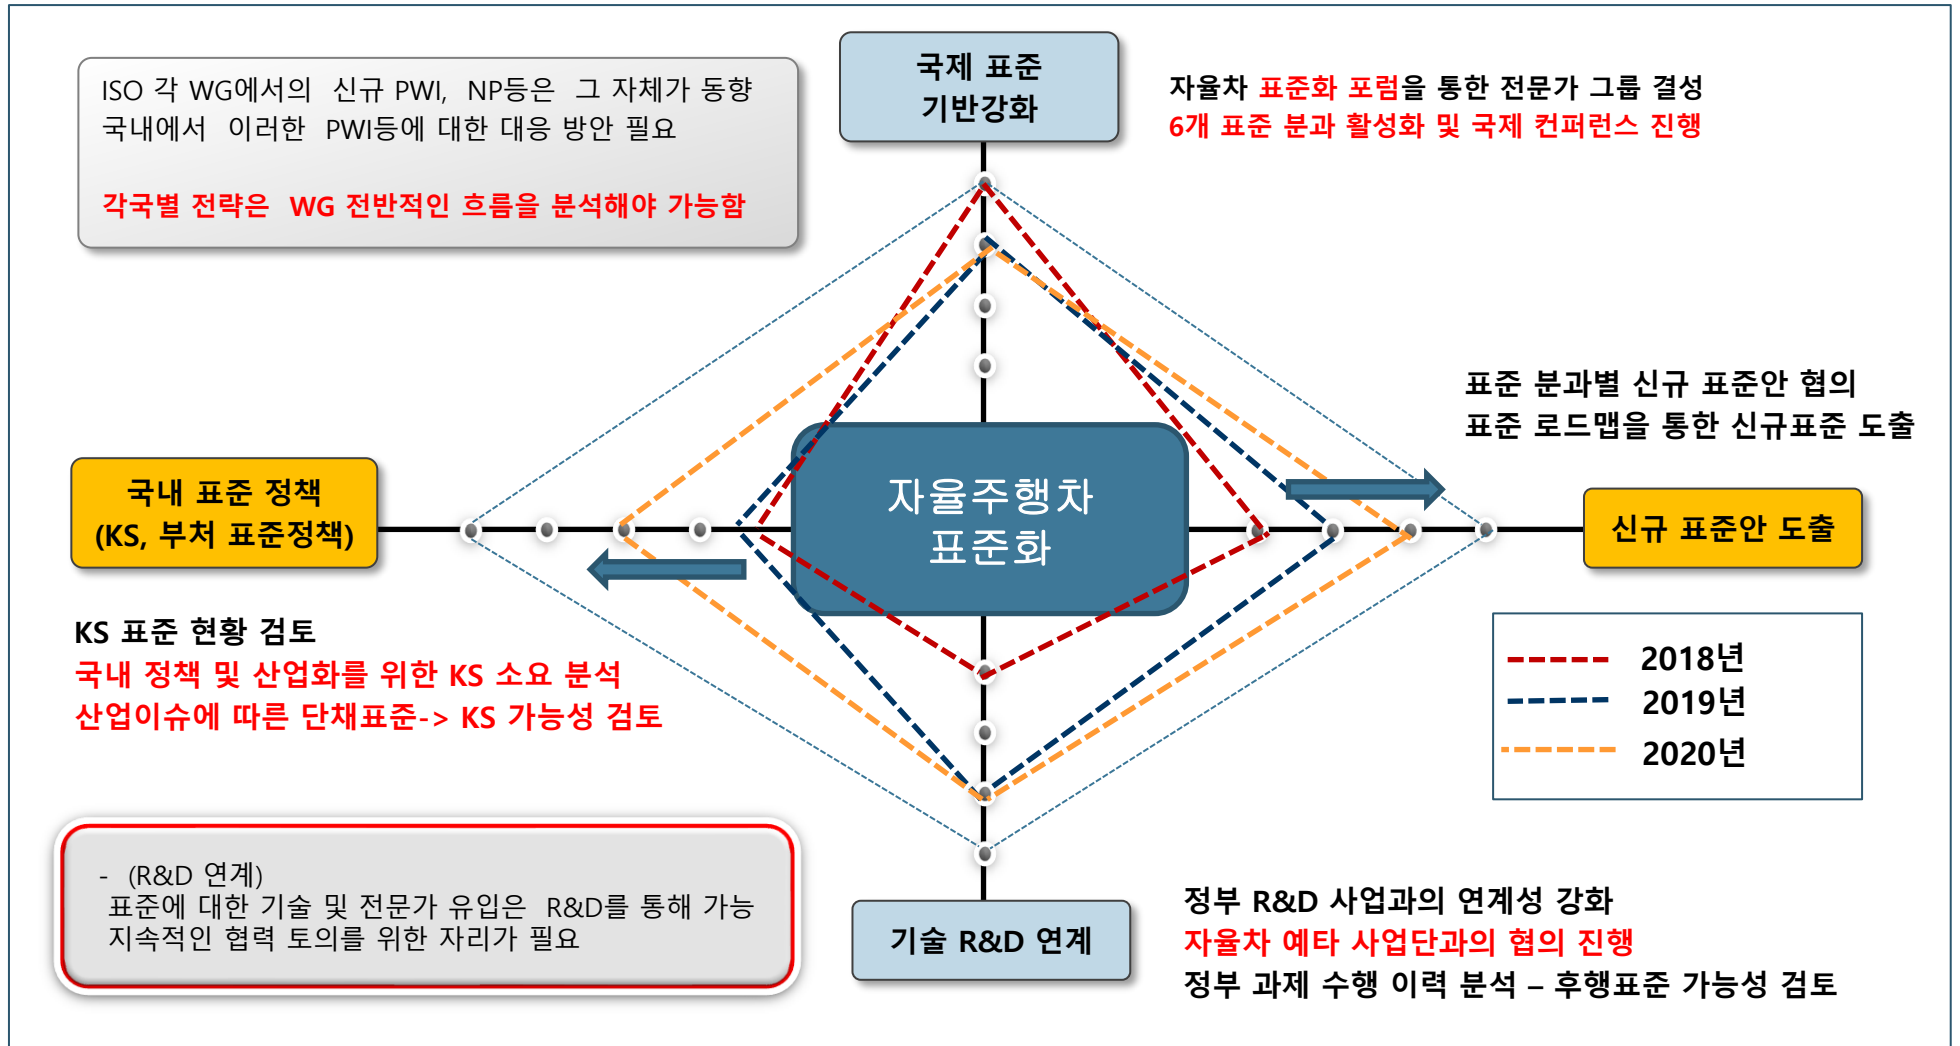 ISO 각 WG에서의 신규 PWI, NP등은 그 자체가 동향
국내에서 이러한 PWI등에 대한 대응 방안 필요
각국별 전략은 WG 전반적인 흐름을 분석해야 가능함
국제 표준
기반강화
자율차 표준화 포럼을 통한 전문가 그룹 결성
6개 표준 분과 활성화 및 국제 컨퍼런스 진행
표준 분과별 신규 표준안 협의
표준 로드맵을 통한 신규표준 도출
국내 표준 정책
(KS, 부처 표준정책)
자율주행차
표준화
신규 표준안 도출
KS 표준 현황 검토
국내 정책 및 산업화를 위한 KS 소요 분석
산업이슈에 따른 단채표준-> KS 가능성 검토
2018년
2019년
2020년
- (R&D 연계)
표준에 대한 기술 및 전문가 유입은 R&D를 통해 가능
지속적인 협력 토의를 위한 자리가 필요
기술 R&D 연계
정부 R&D 사업과의 연계성 강화
자율차 예타 사업단과의 협의 진행
정부 과제 수행 이력 분석 – 후행표준 가능성 검토